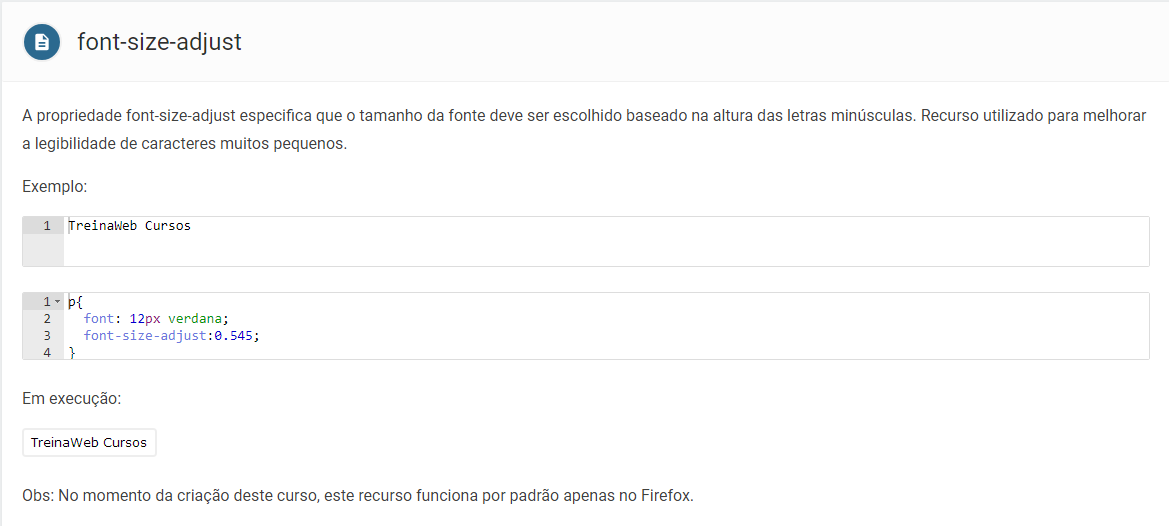 font-size-adjust
A propriedade font-size-adjust especifica que o tamanho da fonte deve ser escolhido baseado na altura das letras minúsculas. Recurso utilizado para melhorar
a legibilidade de caracteres muitos pequenos.
Exemplo:
1 TreinaWeb Cursos
1 p{
2 font: 12px verdana;
3 font-size-adjust:0.545;
4 }
Em execução:
TreinaWeb Cursos
Obs: No momento da criação deste curso, este recurso funciona por padrão apenas no Firefox.